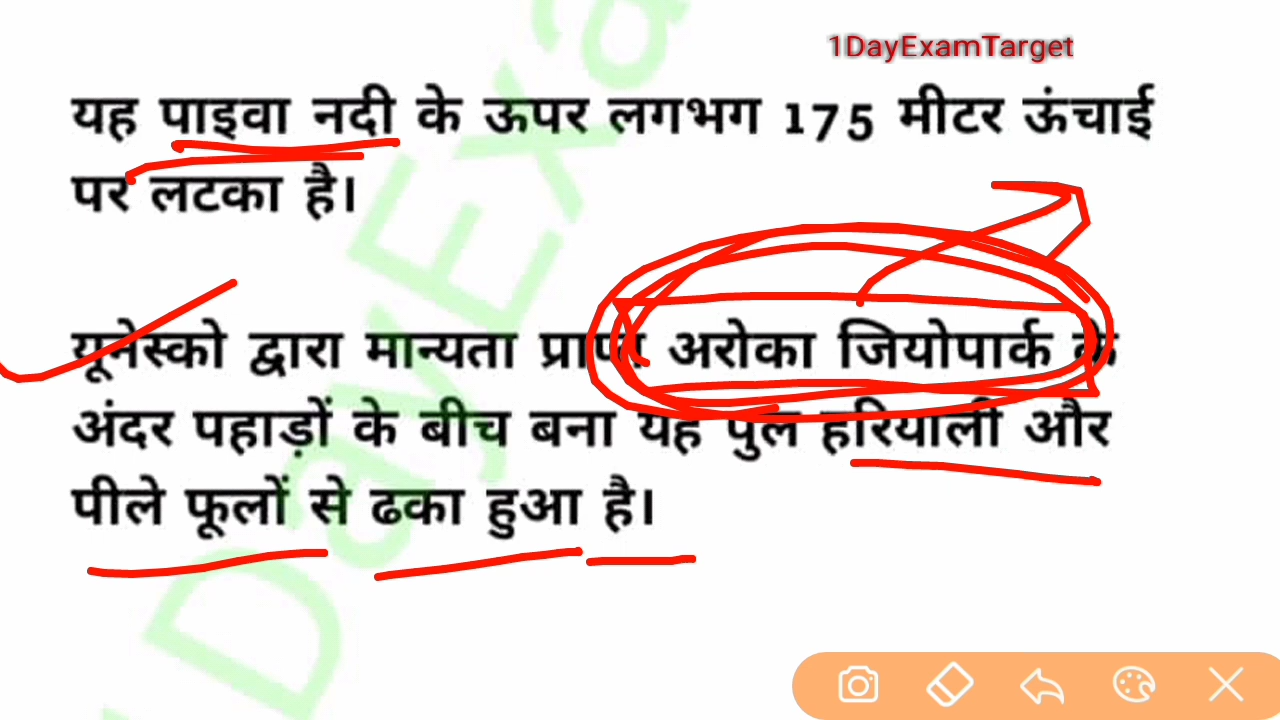 1DayExamTarget
यह पाइवा नदी के ऊपर लगभग 175 मीटर ऊंचाई
पर लटका है।
यूनेस्को द्वारा मान्यता प्राप्त अरोका जियोपार्क के
अंदर पहाड़ों के बीच बना यह पुल हरियाली और
पीले फूलों से ढका हुआ है।
DayExa